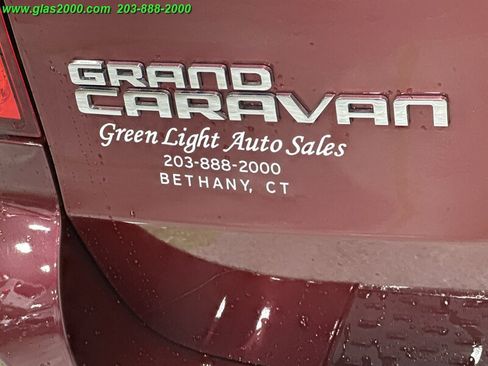 www.glas2000.com 203-888-2000
GRAND
CARAVAN
Green Light Auto Sales
203-888-2000
BETHANY, CT